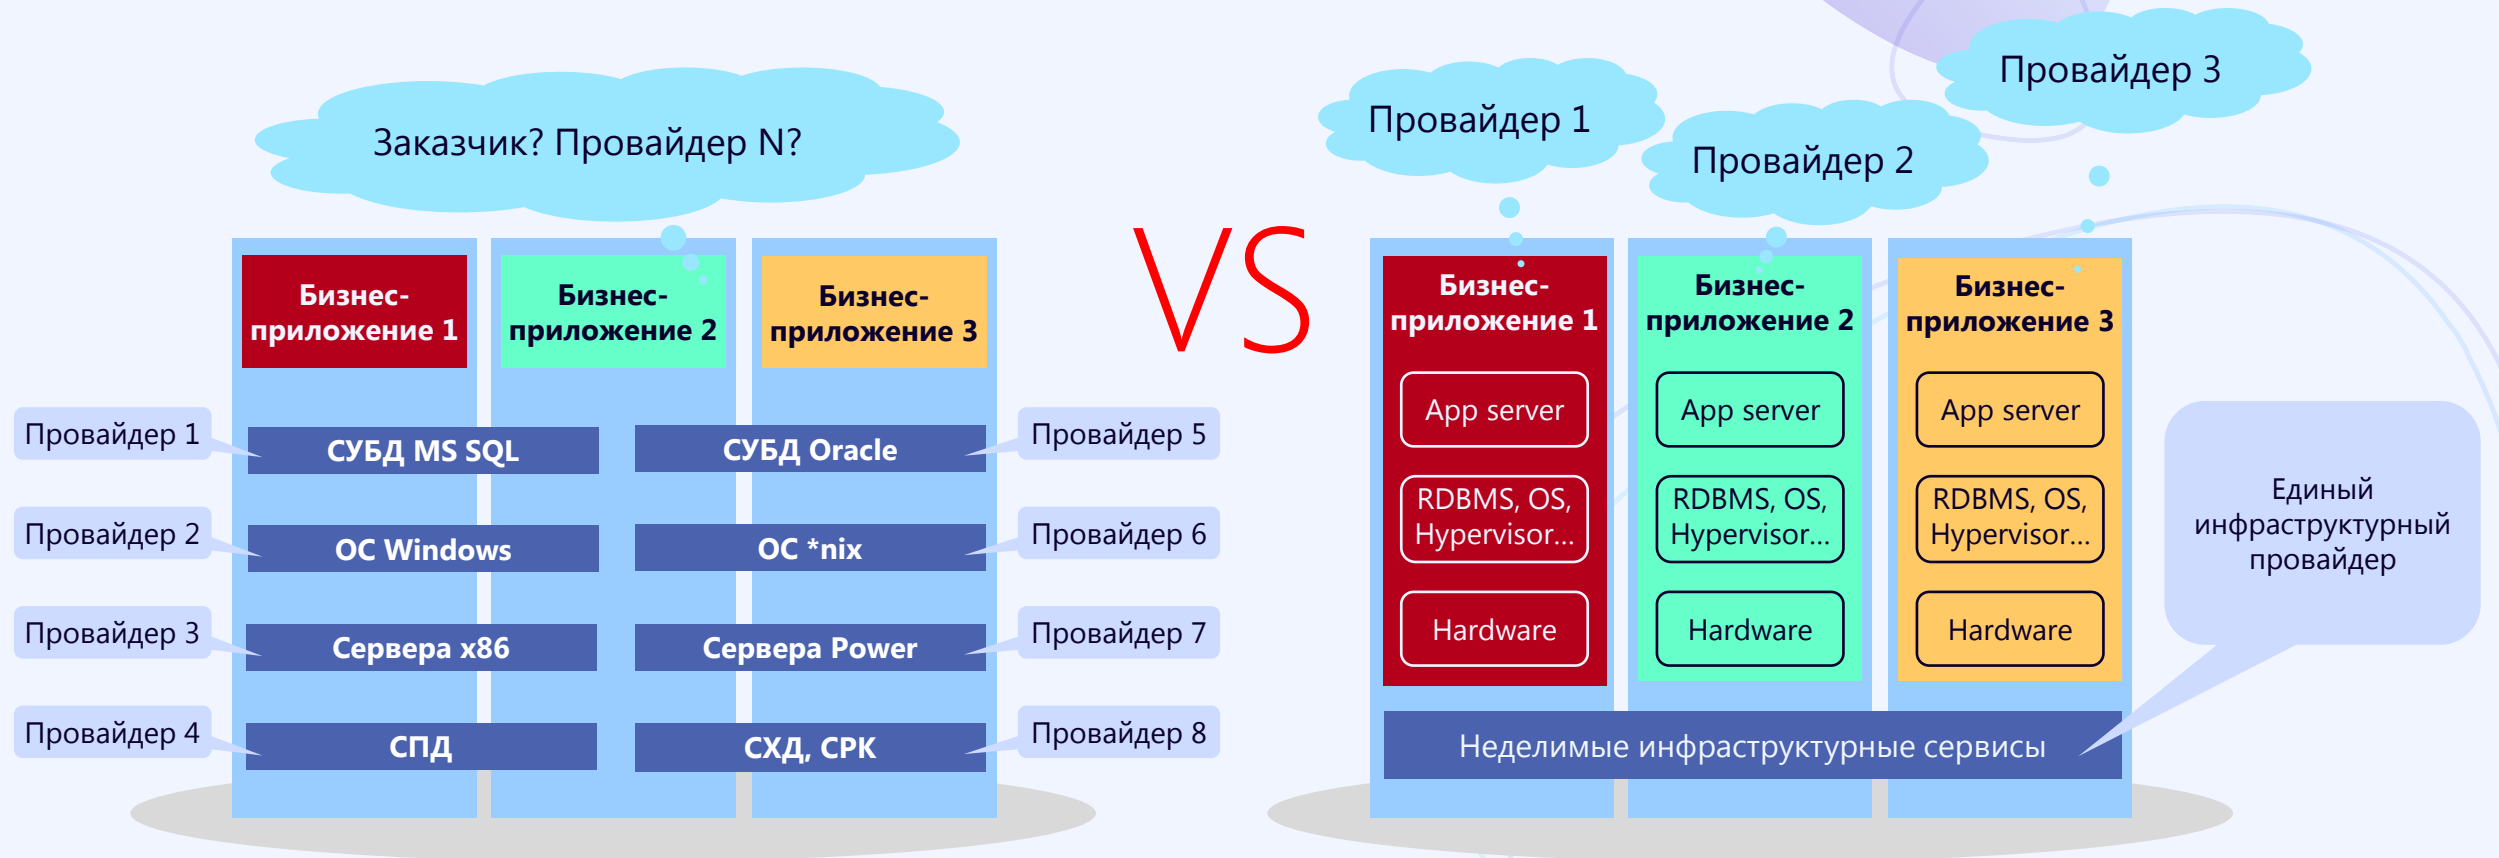 Заказчик? Провайдер N?
Бизнес-
приложение 1
Бизнес-
приложение 2
Бизнес-
приложение 3
Провайдер 1
СУБД MS SQL
СУБД Oracle
Провайдер 5
Провайдер 2
ОС Windows
ОС *nix
Провайдер 6
Провайдер 3
Сервера x86
Сервера Power
Провайдер 7
Провайдер 4
СПД
СХД, СРК
Провайдер 8
VS
Провайдер 1
Провайдер 2
Провайдер 3
Бизнес-
приложение 1
App server
RDBMS, OS,
Hypervisor...
Hardware
Бизнес-
приложение 2
App server
RDBMS, OS,
Hypervisor...
Hardware
Бизнес-
приложение 3
App server
RDBMS, OS,
Hypervisor...
Hardware
Неделимые инфраструктурные сервисы
Единый
инфраструктурный
провайдер